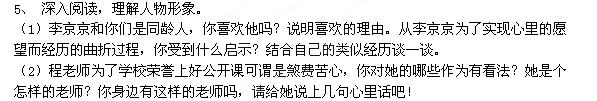 5、 深入阅读，理解人物形象。
（1）李京京和你们是同龄人，你喜欢他吗？说明喜欢的理由。从李京京为了实现心里的愿
望而经历的曲折过程，你受到什么启示？结合自己的类似经历谈一谈。
（2）程老师为了学校荣誉上好公开课可谓是煞费苦心，你对她的哪些作为有看法？她是个
怎样的老师？你身边有这样的老师吗，请给她说上几句心里话吧！